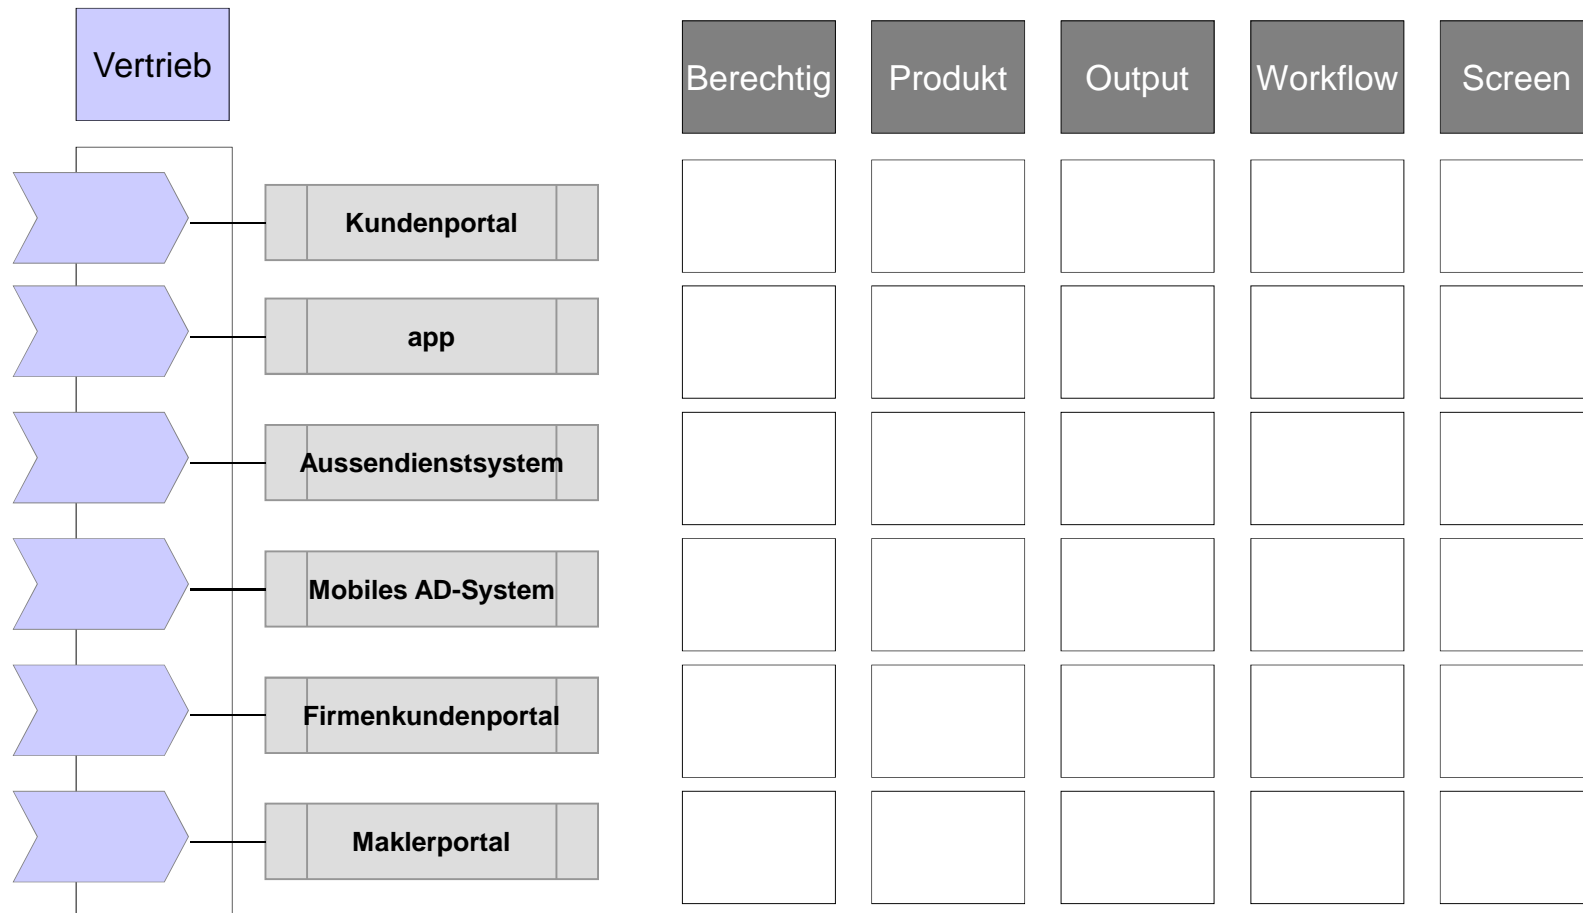 Vertrieb
Berechtig
Produkt
Output
Workflow
Screen
Kundenportal
app
Aussendienstsystem
Mobiles AD-System
Firmenkundenportal
Maklerportal